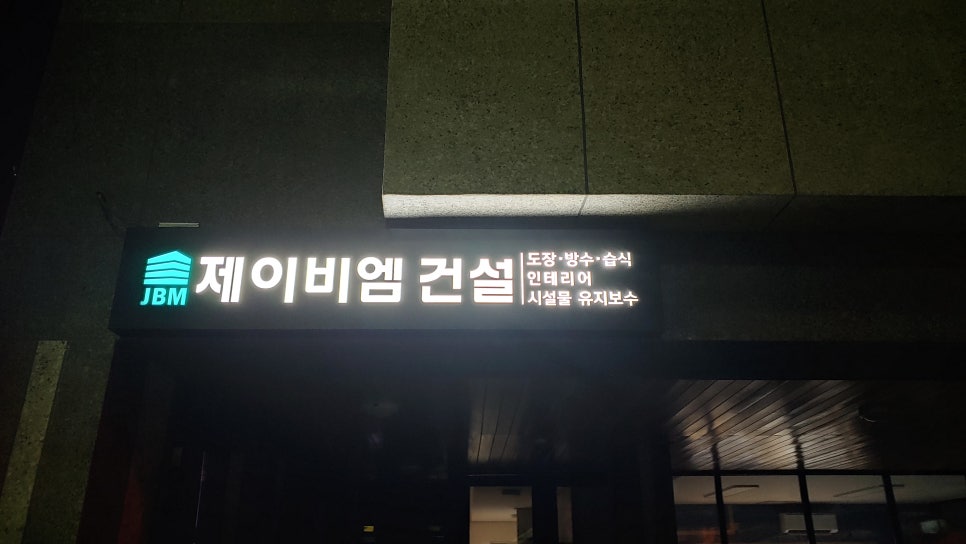 JBM
제이비엠 건설
도장·방수·습식
인테리어
시설물 유지보수